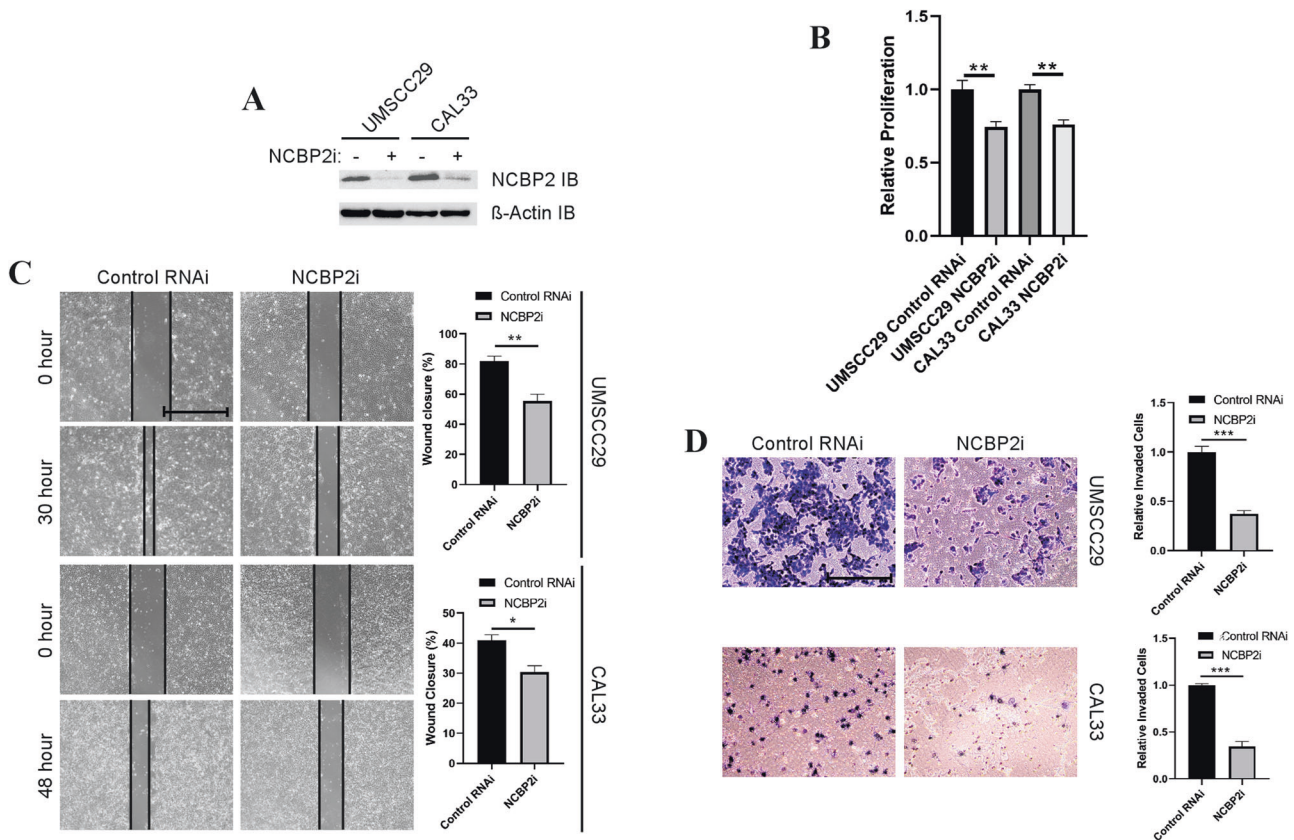 A
UMSCC29 CAL33
NCBP2i: - + - +
NCBP2 IB
ß-Actin IB
B
Relative Proliferation
1.5
1.0
0.5
0.0
** **
UMSCC29 Control RNAi
UMSCC29 NCBP2i
CAL33 Control RNAi
CAL33 NCBP2i
C
Control RNAi NCBP2i
0 hour
30 hour
0 hour
48 hour
Control RNAi
NCBP2i
Wound closure (%)
100
80
60
40
20
0
**
Control RNAi
NCBP2i
UMSCC29
Control RNAi
NCBP2i
Wound Closure (%)
50
40
30
20
10
0
*
Control RNAi
NCBP2i
CAL33
D
Control RNAi NCBP2i
UMSCC29
CAL33
Control RNAi
NCBP2i
Relative Invaded Cells
1.5
1.0
0.5
0.0
***
Control RNAi
NCBP2i
Control RNAi
NCBP2i
Relative Invaded Cells
1.5
1.0
0.5
0.0
***
Control RNAi
NCBP2i